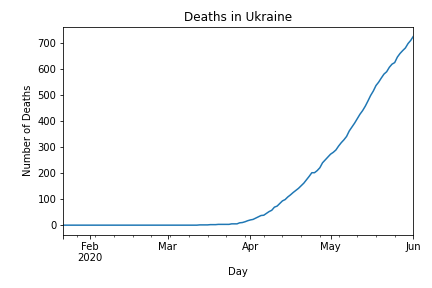 Deaths in Ukraine
700
600
500
400
300
200
100
0
Number of Deaths
Feb
2020
Mar
Apr
May
Jun
Day